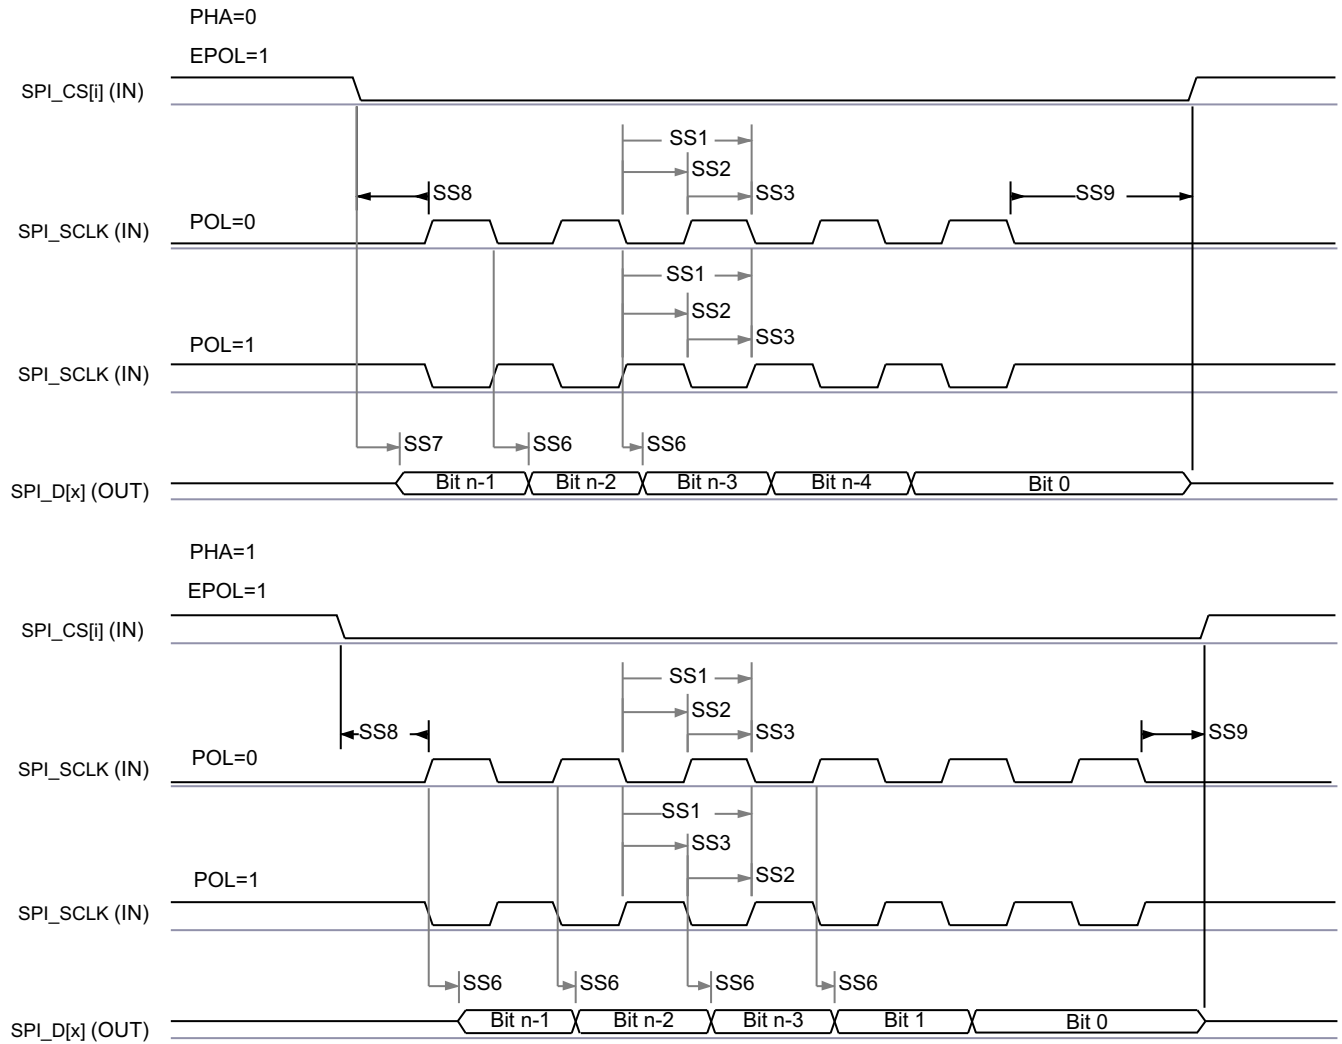 PHA=0
EPOL=1
SPI_CS[i] (IN)
SS1
SS2
SS8 SS3 SS9
POL=0
SPI_SCLK (IN)
SS1
SS2
SS3
POL=1
SPI_SCLK (IN)
SS7 SS6 SS6
SPI_D[x] (OUT) Bit n-1 Bit n-2 Bit n-3 Bit n-4 Bit 0
PHA=1
EPOL=1
SPI_CS[i] (IN)
SS1
SS2
SS8 SS3 SS9
POL=0
SPI_SCLK (IN)
SS1
SS3
SS2
POL=1
SPI_SCLK (IN)
SS6 SS6 SS6 SS6
SPI_D[x] (OUT) Bit n-1 Bit n-2 Bit n-3 Bit 1 Bit 0